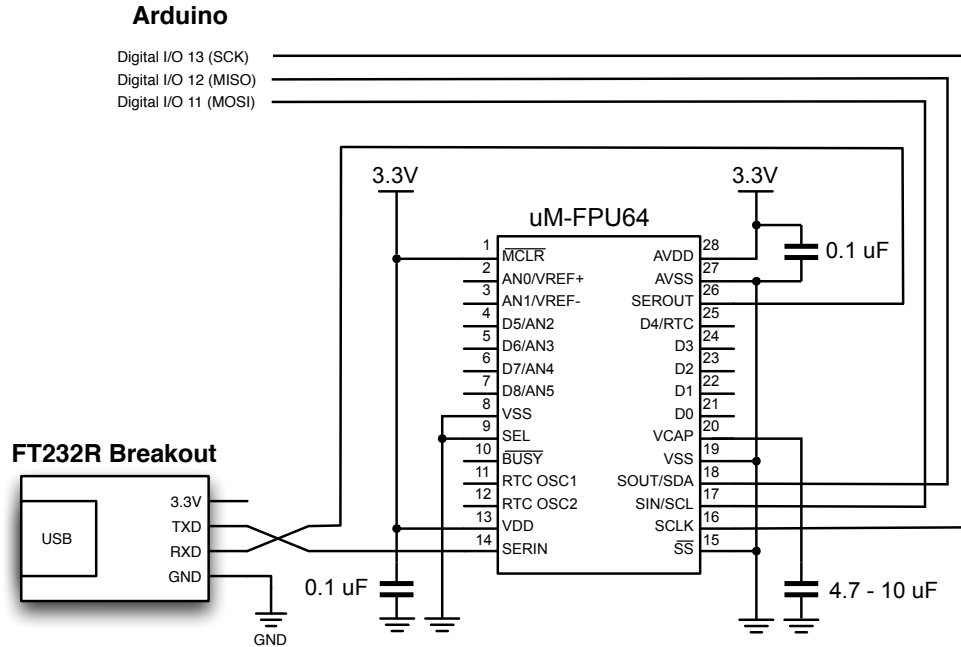 Arduino
Digital I/O 13 (SCK)
Digital I/O 12 (MISO)
Digital I/O 11 (MOSI)
3.3V
3.3V
uM-FPU64
1
MCLR
2
AN0/VREF+
3
AN1/VREF-
4
D5/AN2
5
D6/AN3
6
D7/AN4
7
D8/AN5
8
VSS
9
SEL
10
BUSY
11
RTC OSC1
12
RTC OSC2
13
VDD
14
SERIN
28
AVDD
27
AVSS
26
SEROUT
25
D4/RTC
24
D3
23
D2
22
D1
21
D0
20
VCAP
19
VSS
18
SOUT/SDA
17
SIN/SCL
16
SCLK
15
SS
0.1 uF
FT232R Breakout
USB
3.3V
TXD
RXD
GND
GND
0.1 uF
4.7 - 10 uF